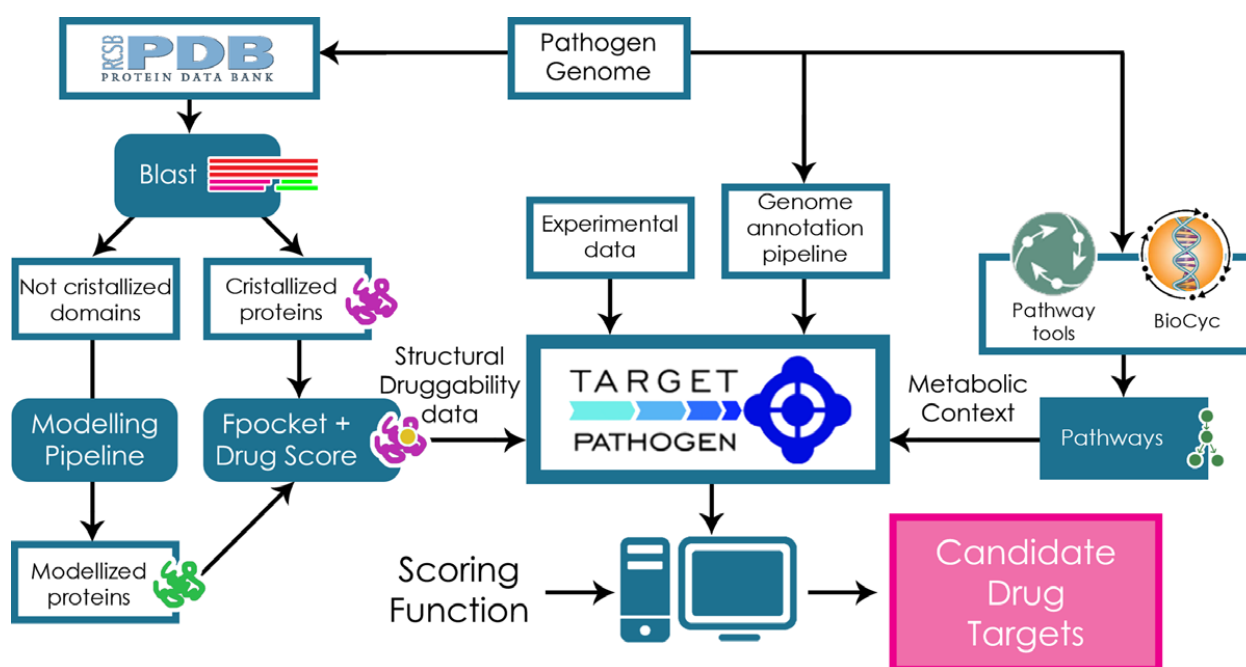 RCSB
PDB
PROTEIN DATA BANK
Pathogen
Genome
Blast
Experimental
data
Genome
annotation
pipeline
Not cristallized
domains
Cristallized
proteins
Pathway
tools
BioCyc
Structural
Druggability
data
TARGET
PATHOGEN
Metabolic
Context
Modelling
Pipeline
Fpocket +
Drug Score
Pathways
Modellized
proteins
Scoring
Function
Candidate
Drug
Targets